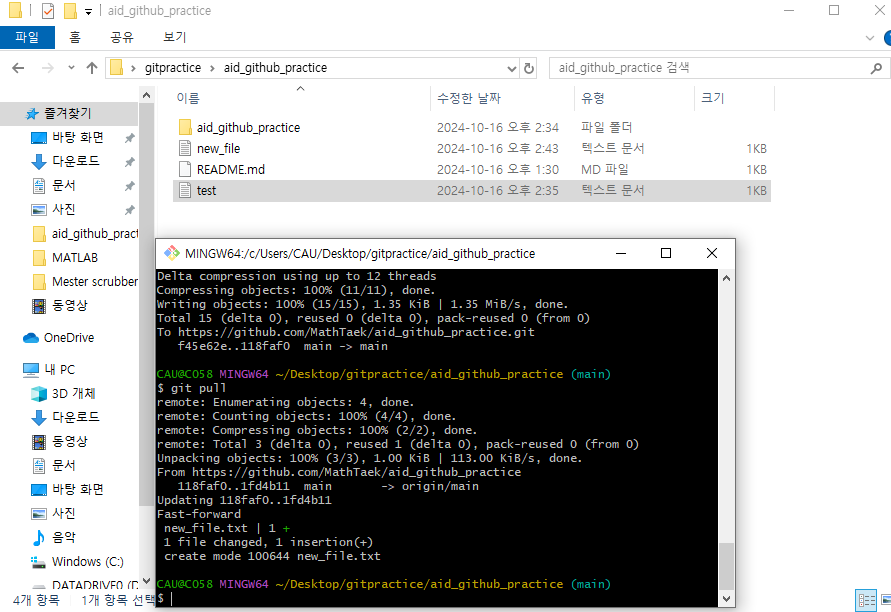 aid_github_practice
파일 홈 공유 보기
gitpractice > aid_github_practice
aid_github_practice 검색
이름 수정한 날짜 유형 크기
aid_github_practice 2024-10-16 오후 2:34 파일 폴더
new_file 2024-10-16 오후 2:43 텍스트 문서 1KB
README.md 2024-10-16 오후 1:30 MD 파일 1KB
test 2024-10-16 오후 2:35 텍스트 문서 1KB
즐겨찾기
바탕 화면
다운로드
문서
사진
aid_github_pract
MATLAB
Mester scrubber
동영상
OneDrive
내 PC
3D 개체
다운로드
동영상
문서
바탕 화면
사진
음악
Windows (C:)
DATADRIVE0 (D
4개 항목 1개 항목 선택
MINGW64:/c/Users/CAU/Desktop/gitpractice/aid_github_practice
Delta compression using up to 12 threads
Compressing objects: 100% (11/11), done.
Writing objects: 100% (15/15), 1.35 KiB | 1.35 MiB/s, done.
Total 15 (delta 0), reused 0 (delta 0), pack-reused 0 (from 0)
To https://github.com/MathTaek/aid_github_practice.git
f45e62e..118faf0 main -> main
CAU@CO58 MINGW64 ~/Desktop/gitpractice/aid_github_practice (main)
$ git pull
remote: Enumerating objects: 4, done.
remote: Counting objects: 100% (4/4), done.
remote: Compressing objects: 100% (2/2), done.
remote: Total 3 (delta 0), reused 1 (delta 0), pack-reused 0 (from 0)
Unpacking objects: 100% (3/3), 1.00 KiB | 113.00 KiB/s, done.
From https://github.com/MathTaek/aid_github_practice
118faf0..1fd4b11 main -> origin/main
Updating 118faf0..1fd4b11
Fast-forward
new_file.txt | 1 +
1 file changed, 1 insertion(+)
create mode 100644 new_file.txt
CAU@CO58 MINGW64 ~/Desktop/gitpractice/aid_github_practice (main)
$